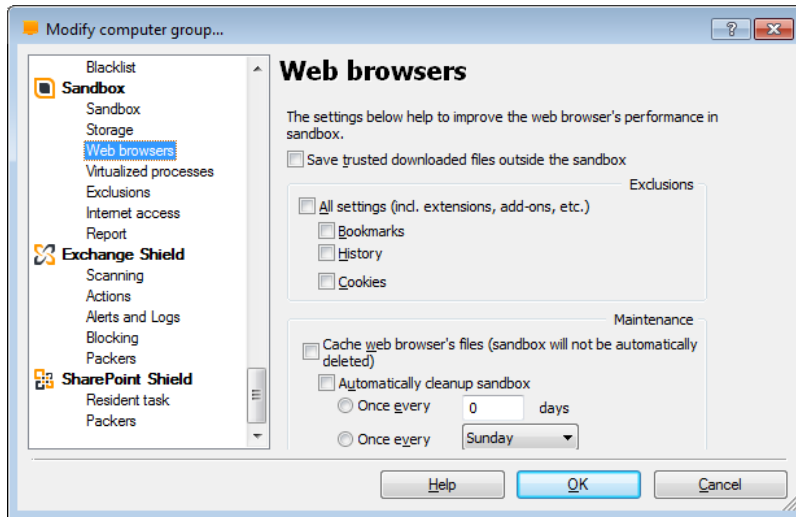 Modify computer group...
Blacklist
Sandbox
Sandbox
Storage
Web browsers
Virtualized processes
Exclusions
Internet access
Report
Exchange Shield
Scanning
Actions
Alerts and Logs
Blocking
Packers
SharePoint Shield
Resident task
Packers
Web browsers
The settings below help to improve the web browser's performance in
sandbox.
Save trusted downloaded files outside the sandbox
Exclusions
All settings (incl. extensions, add-ons, etc.)
Bookmarks
History
Cookies
Maintenance
Cache web browser's files (sandbox will not be automatically
deleted)
Automatically cleanup sandbox
Once every 0 days
Once every Sunday
Help OK Cancel